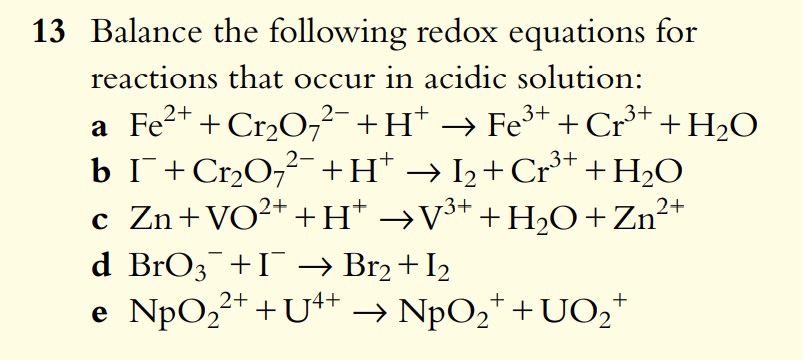 13 Balance the following redox equations for
reactions that occur in acidic solution:
a Fe²⁺ + Cr₂O₇²⁻ + H⁺ → Fe³⁺ + Cr³⁺ + H₂O
b I⁻ + Cr₂O₇²⁻ + H⁺ → I₂ + Cr³⁺ + H₂O
c Zn + VO²⁺ + H⁺ → V³⁺ + H₂O + Zn²⁺
d BrO₃⁻ + I⁻ → Br₂ + I₂
e NpO₂²⁺ + U⁴⁺ → NpO₂⁺ + UO₂⁺